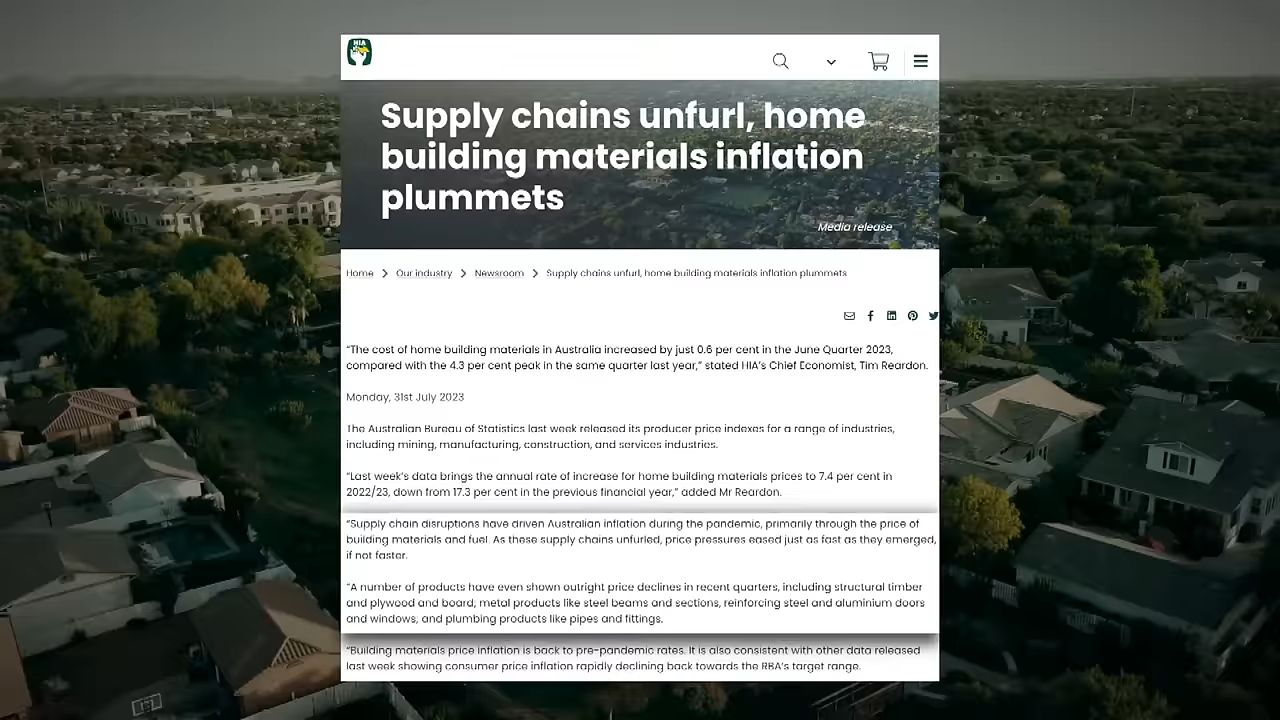 HIA
Supply chains unfurl, home
building materials inflation
plummets
Media release
Home > Our industry > Newsroom > Supply chains unfurl, home building materials inflation plummets
“The cost of home building materials in Australia increased by just 0.6 per cent in the June Quarter 2023,
compared with the 4.3 per cent peak in the same quarter last year,” stated HIA’s Chief Economist, Tim Reardon.
Monday, 31st July 2023
The Australian Bureau of Statistics last week released its producer price indexes for a range of industries,
including mining, manufacturing, construction, and services industries.
“Last week’s data brings the annual rate of increase for home building materials prices to 7.4 per cent in
2022/23, down from 17.3 per cent in the previous financial year,” added Mr Reardon.
“Supply chain disruptions have driven Australian inflation during the pandemic, primarily through the price of
building materials and fuel. As these supply chains unfurled, price pressures eased just as fast as they emerged,
if not faster.
“A number of products have even shown outright price declines in recent quarters, including structural timber
and plywood and board; metal products like steel beams and sections, reinforcing steel and aluminium doors
and windows; and plumbing products like pipes and fittings.
“Building materials price inflation is back to pre-pandemic rates. It is also consistent with other data released
last week showing consumer price inflation rapidly declining back towards the RBA’s target range.